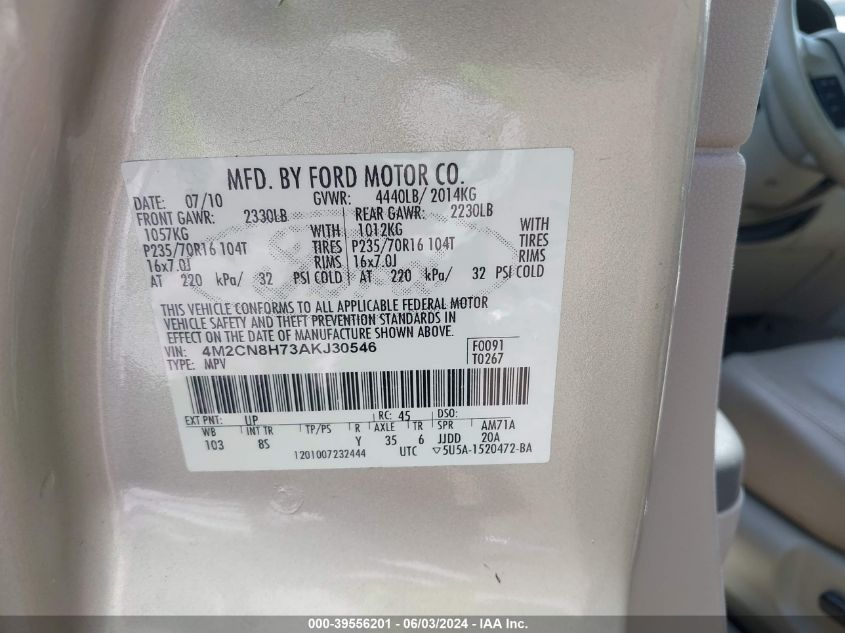 MFD. BY FORD MOTOR CO.
DATE: 07/10 GVWR: 4440LB/ 2014KG
FRONT GAWR: 2330LB REAR GAWR: 2230LB
1057KG WITH 1012KG WITH
P235/70R16 104T TIRES P235/70R16 104T TIRES
16x7.0J RIMS 16x7.0J RIMS
AT 220 kPa/ 32 PSI COLD AT 220 kPa/ 32 PSI COLD
THIS VEHICLE CONFORMS TO ALL APPLICABLE FEDERAL MOTOR
VEHICLE SAFETY AND THEFT PREVENTION STANDARDS IN
EFFECT ON THE DATE OF MANUFACTURE SHOWN ABOVE.
VIN: 4M2CN8H73AKJ30546 F0091
TYPE: MPV T0267
EXT PNT: UP RC: 45 DSO:
WB INT TR TP/PS R AXLE TR SPR AM71A
103 8S Y 35 6 JJDD 20A
1201007232444 UTC ▽5U5A-1520472-BA
000-39556201 - 06/03/2024 - IAA Inc.